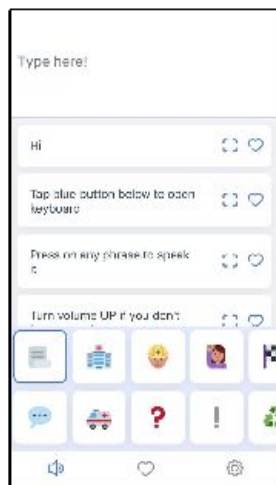 Type here!
Hi
Tap blue button below to open
keyboard
Press on any phrase to speak
it
Turn volume UP if you don't